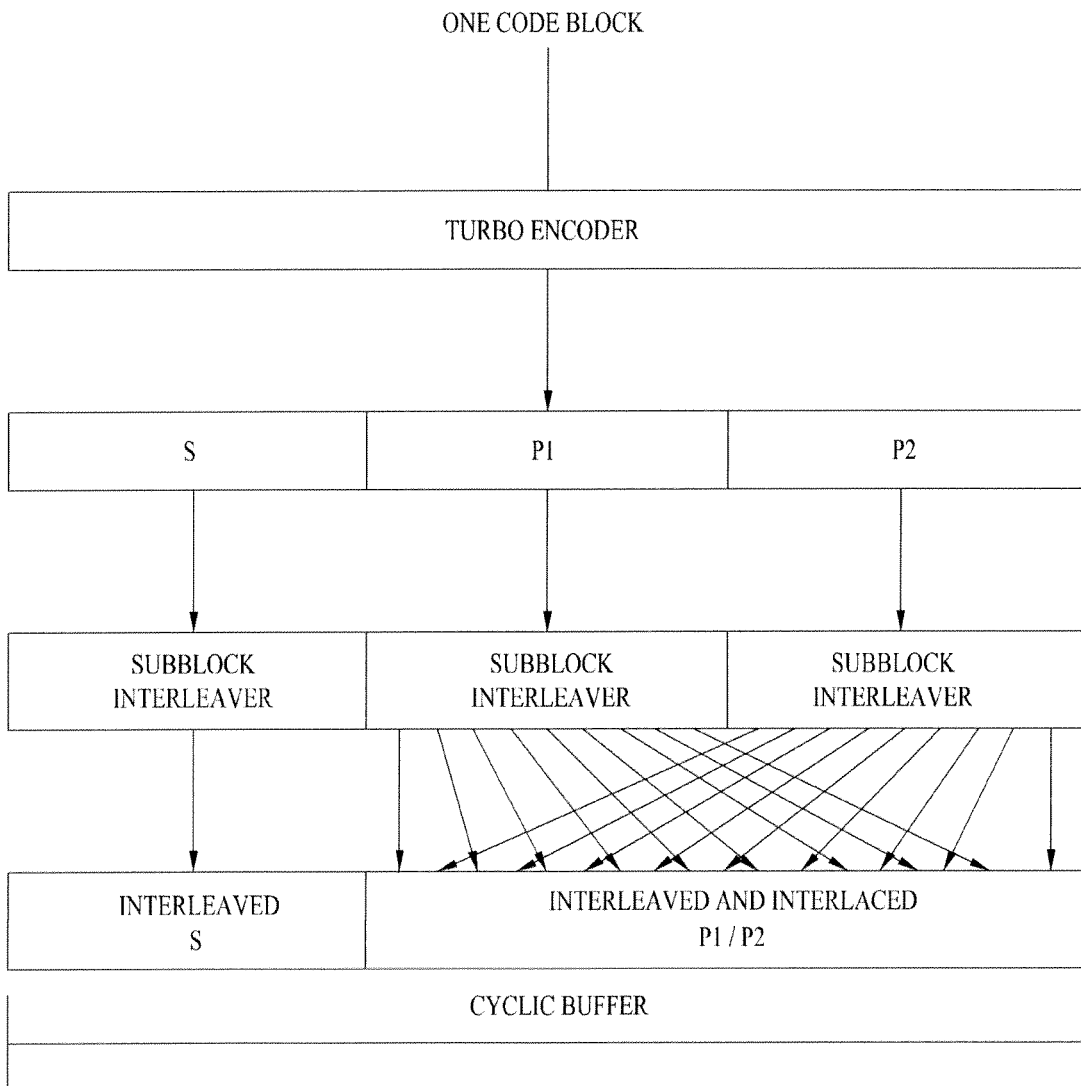 ONE CODE BLOCK
TURBO ENCODER
S
P1
P2
SUBBLOCK
INTERLEAVER
SUBBLOCK
INTERLEAVER
SUBBLOCK
INTERLEAVER
INTERLEAVED
S
INTERLEAVED AND INTERLACED
P1 / P2
CYCLIC BUFFER